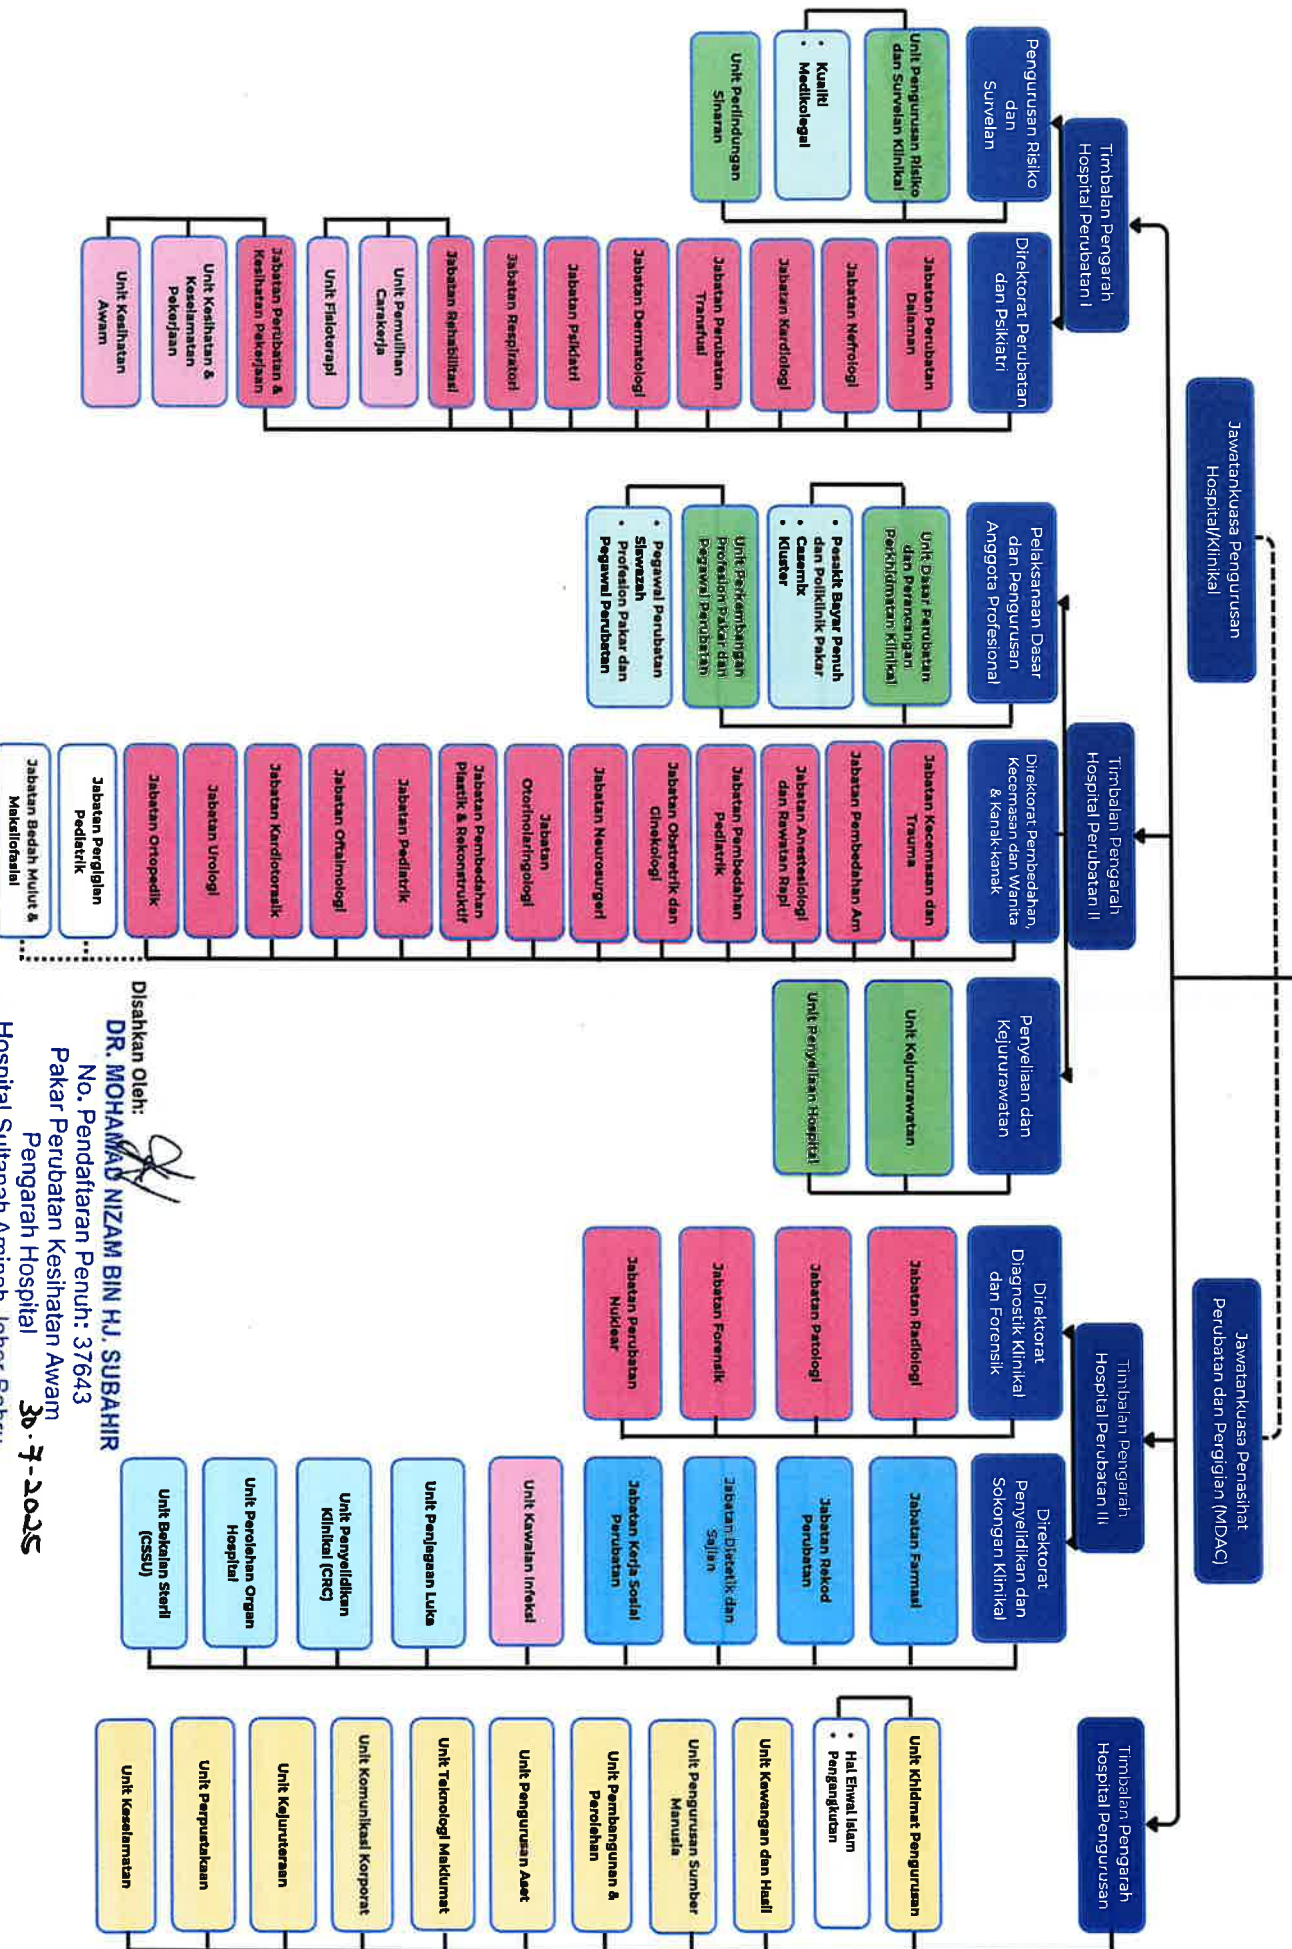 Jawatankuasa Pengurusan
Hospital/Klinikal
Jawatankuasa Penasihat
Perubatan dan Pergigian (MDAC)
Timbalan Pengarah
Hospital Perubatan I
Timbalan Pengarah
Hospital Perubatan II
Timbalan Pengarah
Hospital Perubatan III
Timbalan Pengarah
Hospital Pengurusan
Pengurusan Risiko
dan
Survelan
Unit Pengurusan Risiko
dan Survelan Klinikal
• Kualiti
• Medikolegal
Unit Perlindungan
Sinaran
Direktorat Perubatan
dan Psikiatri
Jabatan Perubatan
Dalaman
Jabatan Nefrologi
Jabatan Kardiologi
Jabatan Perubatan
Transfusi
Jabatan Dermatologi
Jabatan Psikiatri
Jabatan Respiratori
Jabatan Rehabilitasi
Unit Pemulihan
Carakerja
Unit Fisioterapi
Jabatan Perubatan &
Kesihatan Pekerjaan
Unit Kesihatan &
Keselamatan
Pekerjaan
Unit Kesihatan
Awam
Pelaksanaan Dasar
dan Pengurusan
Anggota Profesional
Unit Dasar Perubatan
dan Perancangan
Perkhidmatan Klinikal
• Pesakit Bayar Penuh
dan Poliklinik Pakar
• Casemix
• Kluster
Unit Perkembangan
Profesion Pakar dan
Pegawai Perubatan
• Pegawai Perubatan
Siswazah
• Profesion Pakar dan
Pegawai Perubatan
Direktorat Pembedahan,
Kecemasan dan Wanita
& Kanak-kanak
Jabatan Kecemasan dan
Trauma
Jabatan Pembedahan Am
Jabatan Anestesiologi
dan Rawatan Rapi
Jabatan Pembedahan
Pediatrik
Jabatan Obstetrik dan
Ginekologi
Jabatan Neurosurgeri
Jabatan
Otorinolaringologi
Jabatan Pembedahan
Plastik & Rekonstruktif
Jabatan Pediatrik
Jabatan Oftalmologi
Jabatan Kardiotorasik
Jabatan Urologi
Jabatan Ortopedik
Jabatan Pergigian
Pediatrik
Jabatan Bedah Mulut &
Maksilofasial
Penyeliaan dan
Kejururawatan
Unit Kejururawatan
Unit Penyeliaan Hospital
Direktorat
Diagnostik Klinikal
dan Forensik
Jabatan Radiologi
Jabatan Patologi
Jabatan Forensik
Jabatan Perubatan
Nuklear
Direktorat
Penyelidikan dan
Sokongan Klinikal
Jabatan Farmasi
Jabatan Rekod
Perubatan
Jabatan Dietetik dan
Sajian
Jabatan Kerja Sosial
Perubatan
Unit Kawalan Infeksi
Unit Penjagaan Luka
Unit Penyelidikan
Klinikal (CRC)
Unit Perolehan Organ
Hospital
Unit Bekalan Steril
(CSSU)
Unit Khidmat Pengurusan
• Hal Ehwal Islam
• Pengangkutan
Unit Kewangan dan Hasil
Unit Pengurusan Sumber
Manusia
Unit Pembangunan &
Perolehan
Unit Pengurusan Aset
Unit Teknologi Maklumat
Unit Komunikasi Korporat
Unit Kejuruteraan
Unit Perpustakaan
Unit Keselamatan
Disahkan Oleh:
DR. MOHAMAD NIZAM BIN HJ. SUBAHIR
No. Pendaftaran Penuh: 37643
Pakar Perubatan Kesihatan Awam
Pengarah Hospital 30-7-2025
Hospital Sultanah Aminah, Johor Bahru